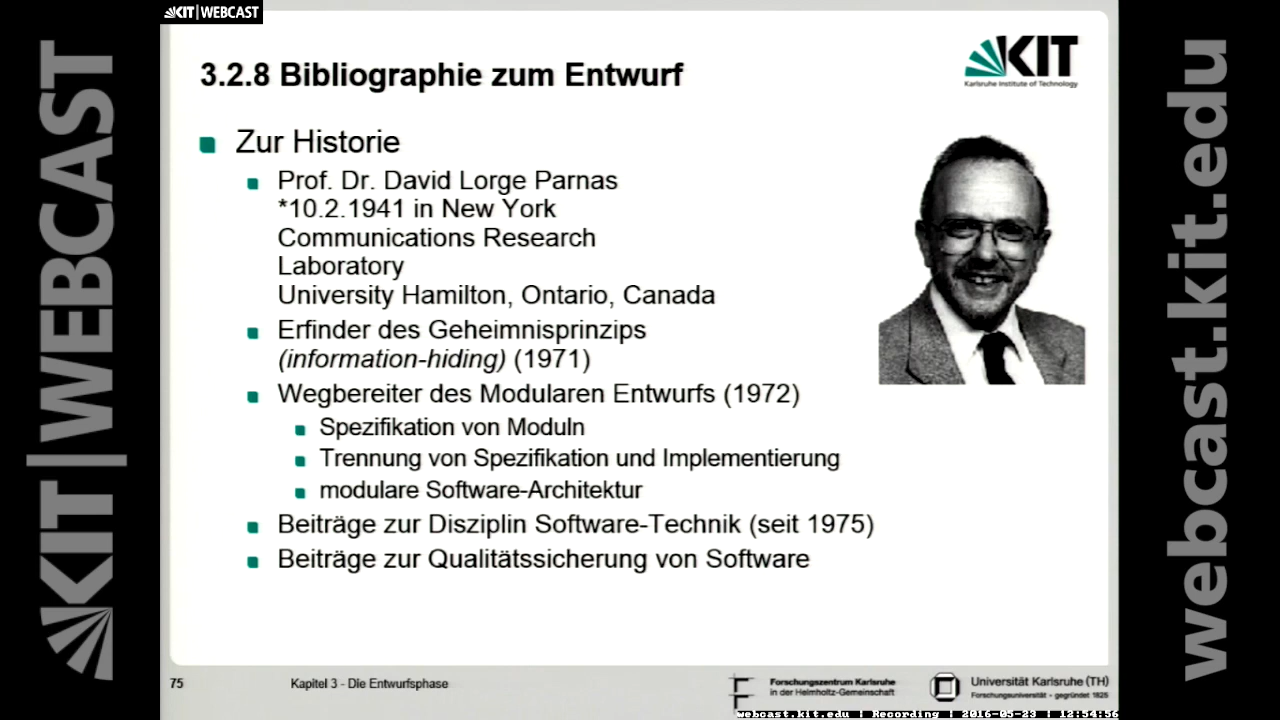 KIT|WEBCAST
KIT|WEBCAST
webcast.kit.edu
3.2.8 Bibliographie zum Entwurf
KIT
Karlsruhe Institute of Technology
Zur Historie
Prof. Dr. David Lorge Parnas
*10.2.1941 in New York
Communications Research
Laboratory
University Hamilton, Ontario, Canada
Erfinder des Geheimnisprinzips
(information-hiding) (1971)
Wegbereiter des Modularen Entwurfs (1972)
Spezifikation von Moduln
Trennung von Spezifikation und Implementierung
modulare Software-Architektur
Beiträge zur Disziplin Software-Technik (seit 1975)
Beiträge zur Qualitätssicherung von Software
75
Kapitel 3 - Die Entwurfsphase
Forschungszentrum Karlsruhe
in der Helmholtz-Gemeinschaft
Universität Karlsruhe (TH)
Forschungsuniversität • gegründet 1825
webcast.kit.edu | Recording | 2016-05-23 | 12:54:56